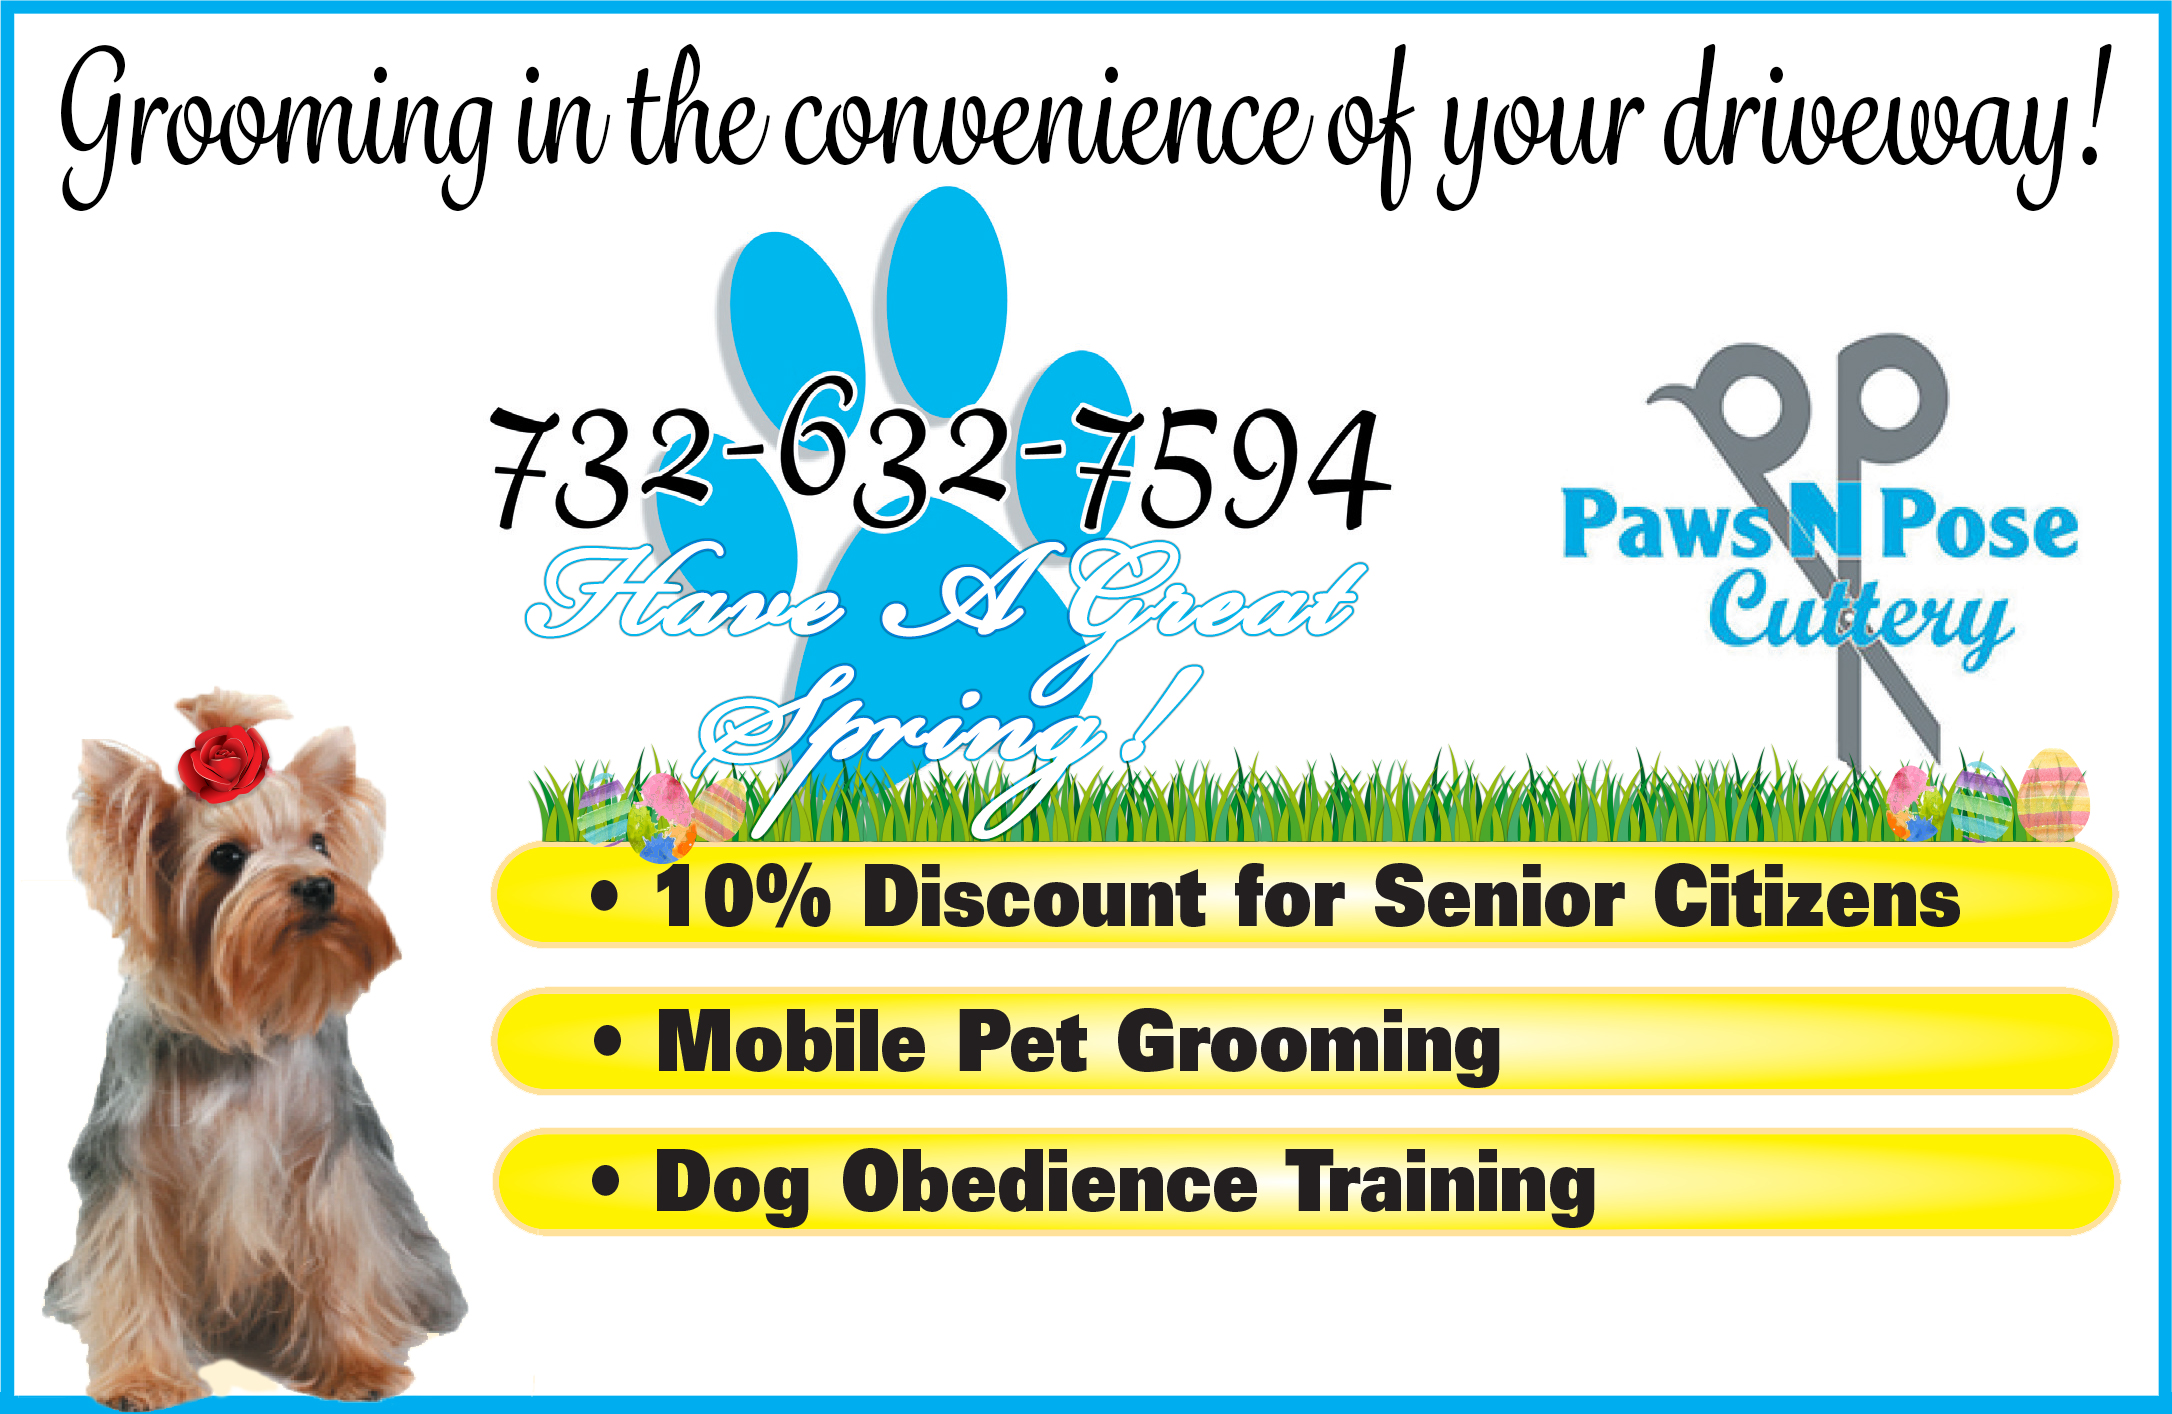 Grooming in the convenience of your driveway!
732-632-7594
Have A Great
Spring!
Paws N Pose
Cuttery
• 10% Discount for Senior Citizens
• Mobile Pet Grooming
• Dog Obedience Training